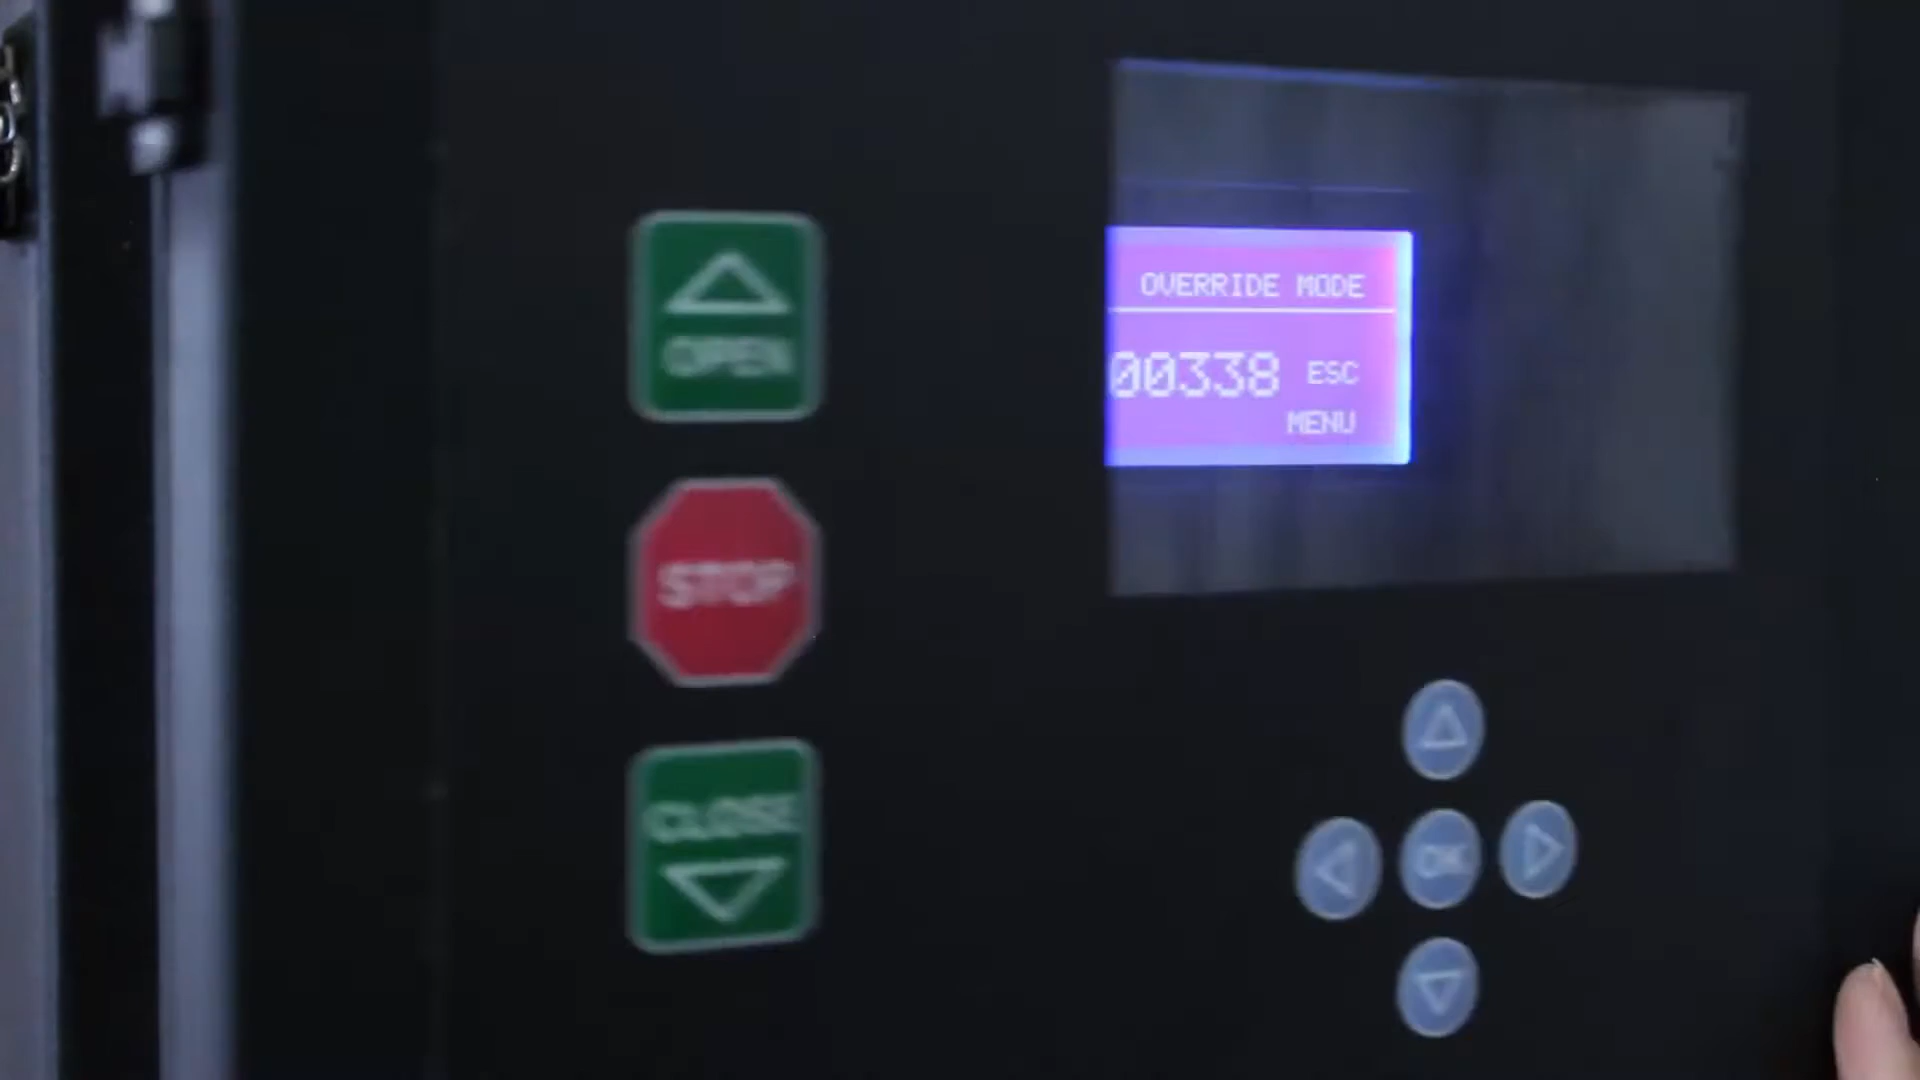 OPEN
STOP
CLOSE
OVERRIDE MODE
00338 ESC
MENU
OK